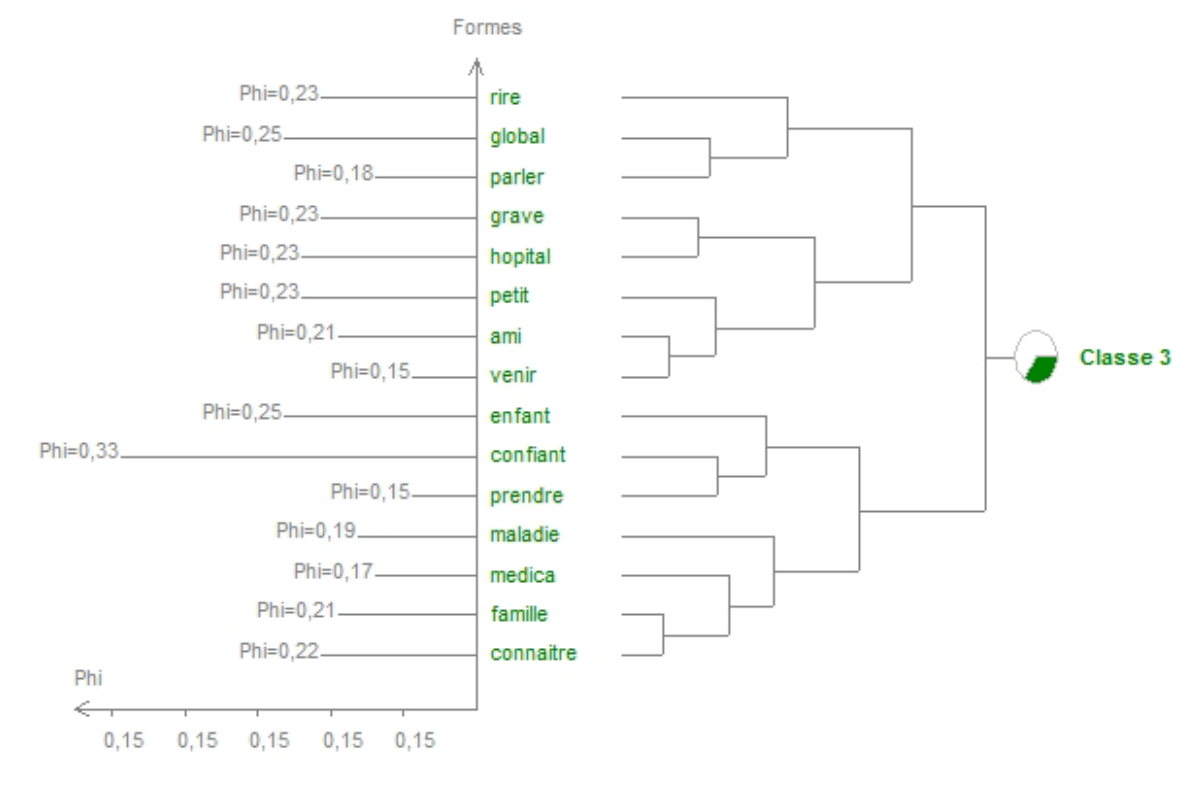 Formes
Phi=0,23 rire
Phi=0,25 global
Phi=0,18 parler
Phi=0,23 grave
Phi=0,23 hopital
Phi=0,23 petit
Phi=0,21 ami
Phi=0,15 venir
Classe 3
Phi=0,25 enfant
Phi=0,33 confiant
Phi=0,15 prendre
Phi=0,19 maladie
Phi=0,17 medica
Phi=0,21 famille
Phi=0,22 connaitre
Phi
0,15 0,15 0,15 0,15 0,15